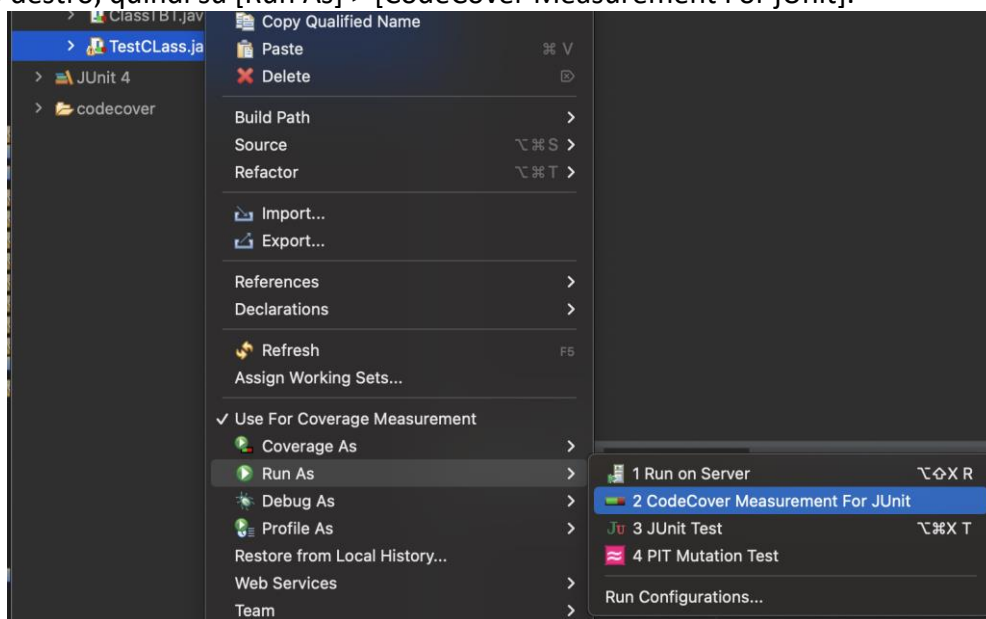 destro, quindi su [Run As] > [CodeCover Measurement For jUnit].
ClassTBT.jav
Copy Qualified Name
> TestCLass.ja
Paste ⌘ V
> JUnit 4
Delete ⌦
> codecover
Build Path >
Source ⌥⌘S >
Refactor ⌥⌘T >
Import...
Export...
References >
Declarations >
Refresh F5
Assign Working Sets...
✓ Use For Coverage Measurement
Coverage As >
Run As >
1 Run on Server ⌥⇧X R
Debug As >
2 CodeCover Measurement For JUnit
Profile As >
3 JUnit Test ⌥⌘X T
Restore from Local History...
4 PIT Mutation Test
Web Services >
Run Configurations...
Team >